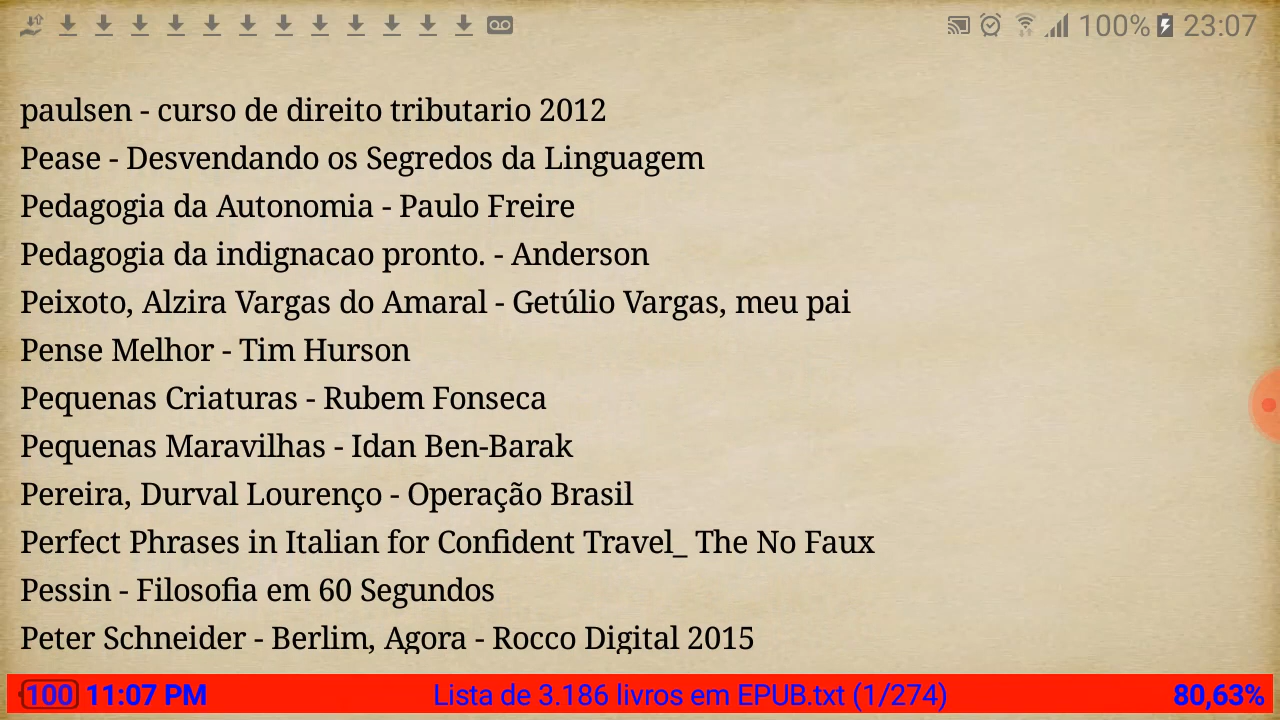 100% 23:07
paulsen - curso de direito tributario 2012
Pease - Desvendando os Segredos da Linguagem
Pedagogia da Autonomia - Paulo Freire
Pedagogia da indignacao pronto. - Anderson
Peixoto, Alzira Vargas do Amaral - Getúlio Vargas, meu pai
Pense Melhor - Tim Hurson
Pequenas Criaturas - Rubem Fonseca
Pequenas Maravilhas - Idan Ben-Barak
Pereira, Durval Lourenço - Operação Brasil
Perfect Phrases in Italian for Confident Travel_ The No Faux
Pessin - Filosofia em 60 Segundos
Peter Schneider - Berlim, Agora - Rocco Digital 2015
100 11:07 PM Lista de 3.186 livros em EPUB.txt (1/274) 80,63%